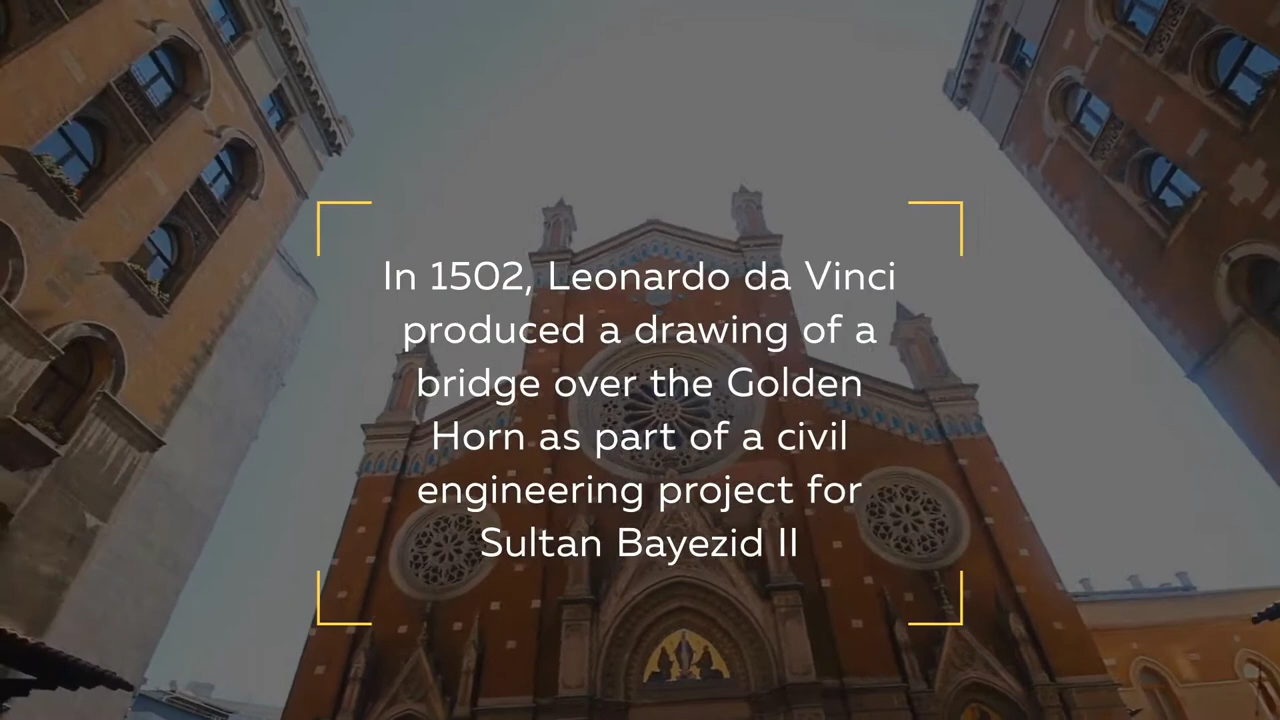 In 1502, Leonardo da Vinci
produced a drawing of a
bridge over the Golden
Horn as part of a civil
engineering project for
Sultan Bayezid II